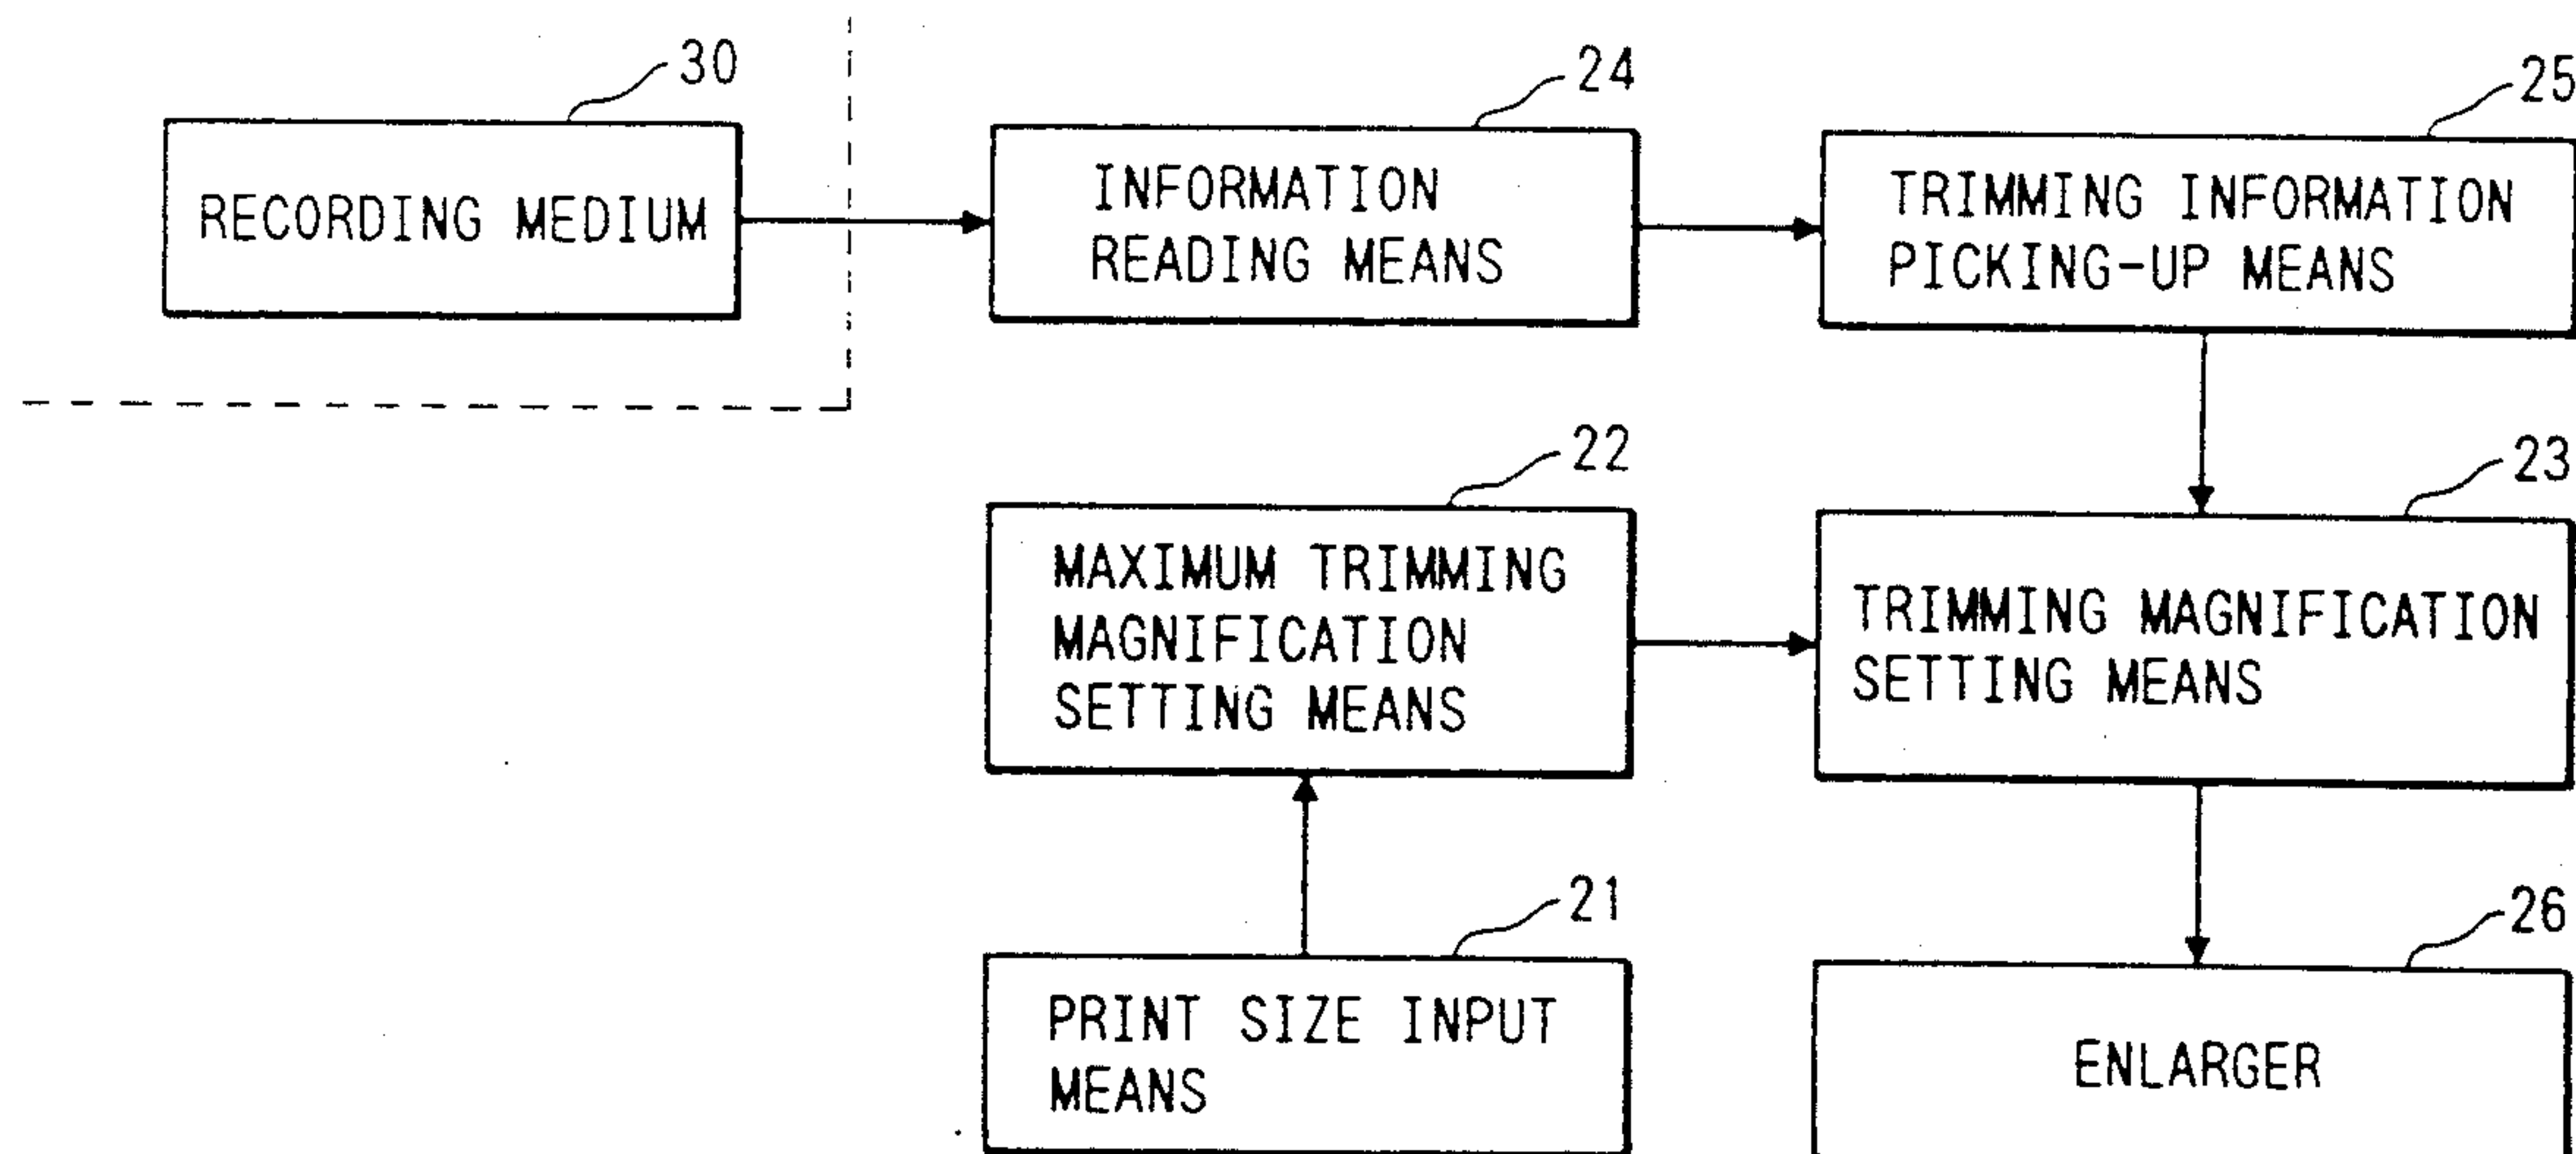 30
RECORDING MEDIUM
24
INFORMATION
READING MEANS
25
TRIMMING INFORMATION
PICKING-UP MEANS
22
MAXIMUM TRIMMING
MAGNIFICATION
SETTING MEANS
23
TRIMMING MAGNIFICATION
SETTING MEANS
21
PRINT SIZE INPUT
MEANS
26
ENLARGER